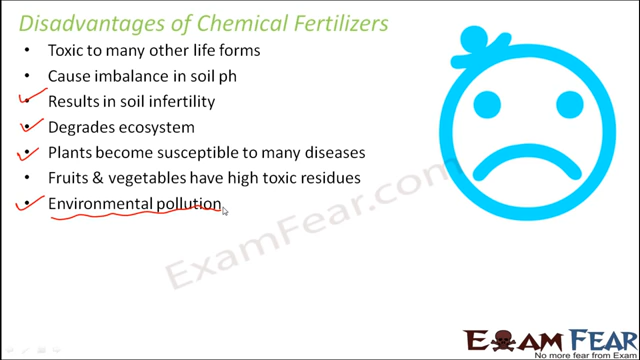 Disadvantages of Chemical Fertilizers
• Toxic to many other life forms
• Cause imbalance in soil ph
• Results in soil infertility
• Degrades ecosystem
• Plants become susceptible to many diseases
• Fruits & vegetables have high toxic residues
• Environmental pollution
ExamFear.com
EXAM FEAR
No more fear from Exam